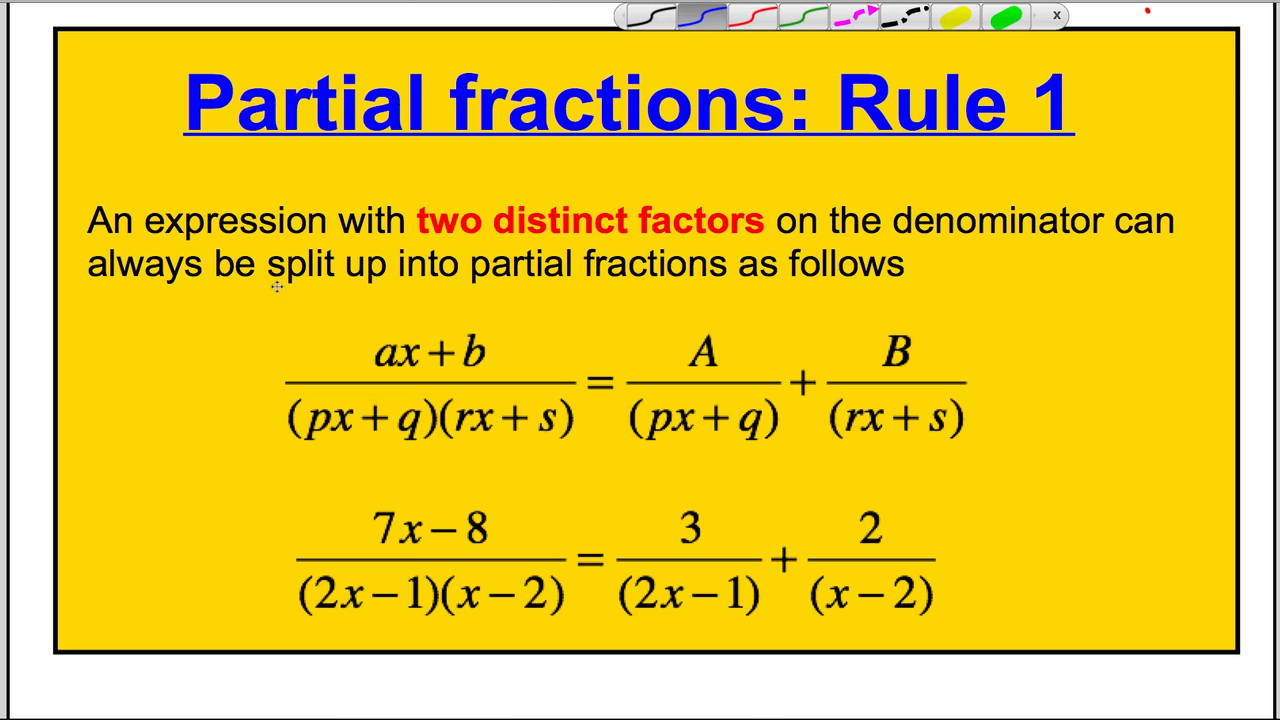 x
Partial fractions: Rule 1
An expression with two distinct factors on the denominator can
always be split up into partial fractions as follows
ax + b / (px + q)(rx + s) = A / (px + q) + B / (rx + s)
7x − 8 / (2x − 1)(x − 2) = 3 / (2x − 1) + 2 / (x − 2)